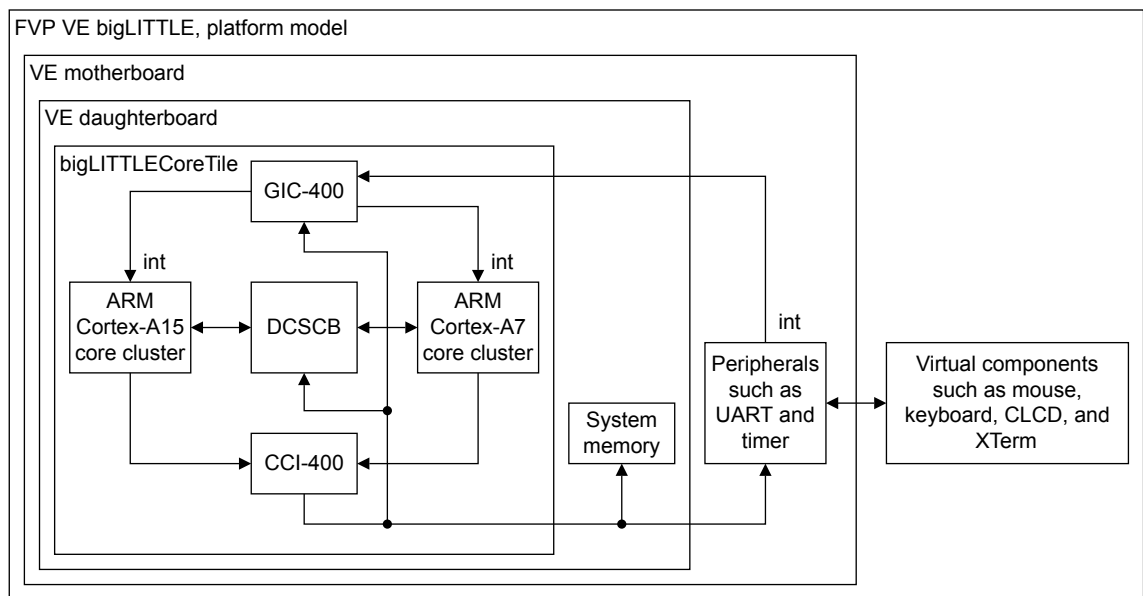 FVP VE bigLITTLE, platform model
VE motherboard
VE daughterboard
bigLITTLECoreTile
GIC-400
int
int
ARM
Cortex-A15
core cluster
DCSCB
ARM
Cortex-A7
core cluster
CCI-400
System
memory
int
Peripherals
such as
UART and
timer
Virtual components
such as mouse,
keyboard, CLCD, and
XTerm